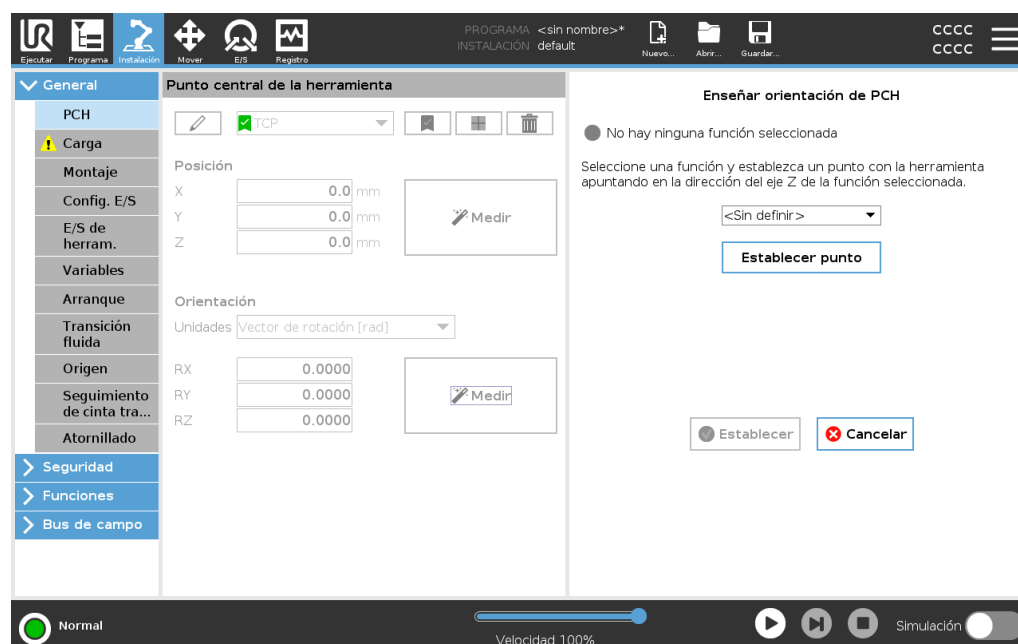 PROGRAMA <sin nombre>*
INSTALACIÓN default
cccc
cccc
Ejecutar Programa Instalación Mover E/S Registro Nuevo... Abrir... Guardar...
General
PCH
Carga
Montaje
Config. E/S
E/S de
herram.
Variables
Arranque
Transición
fluida
Origen
Seguimiento
de cinta tra...
Atornillado
Seguridad
Funciones
Bus de campo
Punto central de la herramienta
TCP
Posición
X 0.0 mm
Y 0.0 mm
Z 0.0 mm
Medir
Orientación
Unidades Vector de rotación [rad]
RX 0.0000
RY 0.0000
RZ 0.0000
Medir
Enseñar orientación de PCH
No hay ninguna función seleccionada
Seleccione una función y establezca un punto con la herramienta
apuntando en la dirección del eje Z de la función seleccionada.
<Sin definir>
Establecer punto
Establecer Cancelar
Normal
Velocidad 100%
Simulación